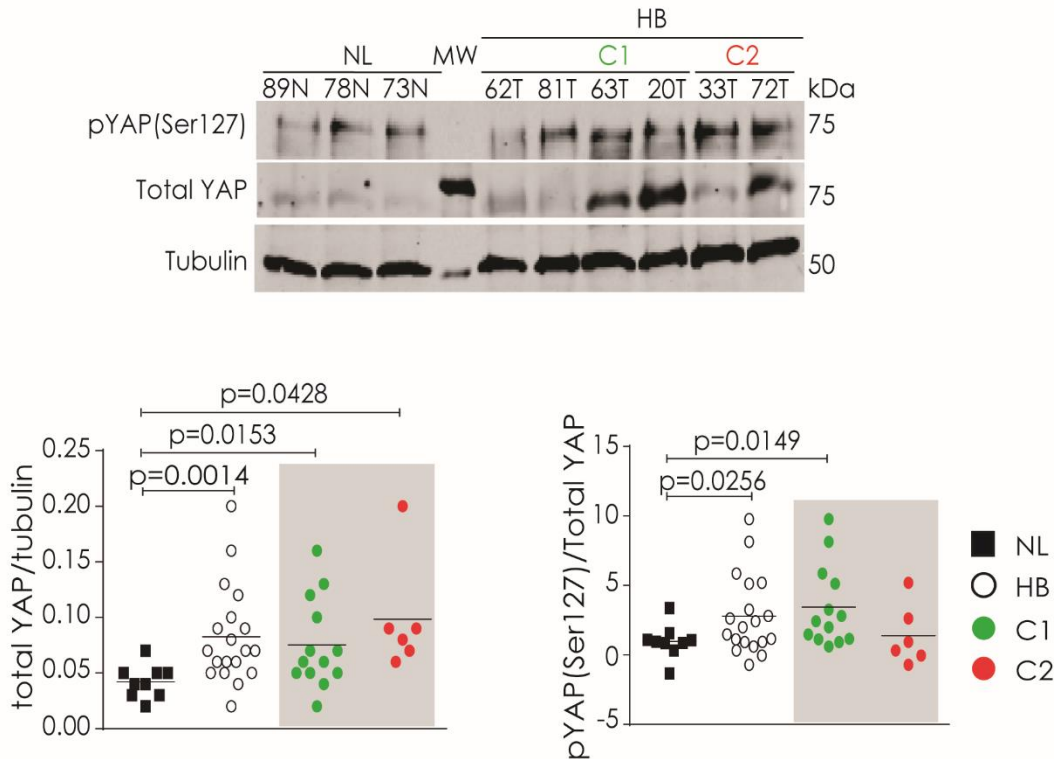 HB
NL MW C1 C2
89N 78N 73N 62T 81T 63T 20T 33T 72T kDa
pYAP(Ser127) 75
Total YAP 75
Tubulin 50
p=0.0428
p=0.0153
p=0.0014
total YAP/tubulin
0.25
0.20
0.15
0.10
0.05
0.00
p=0.0149
p=0.0256
pYAP(Ser127)/Total YAP
15
10
5
0
-5
NL
HB
C1
C2